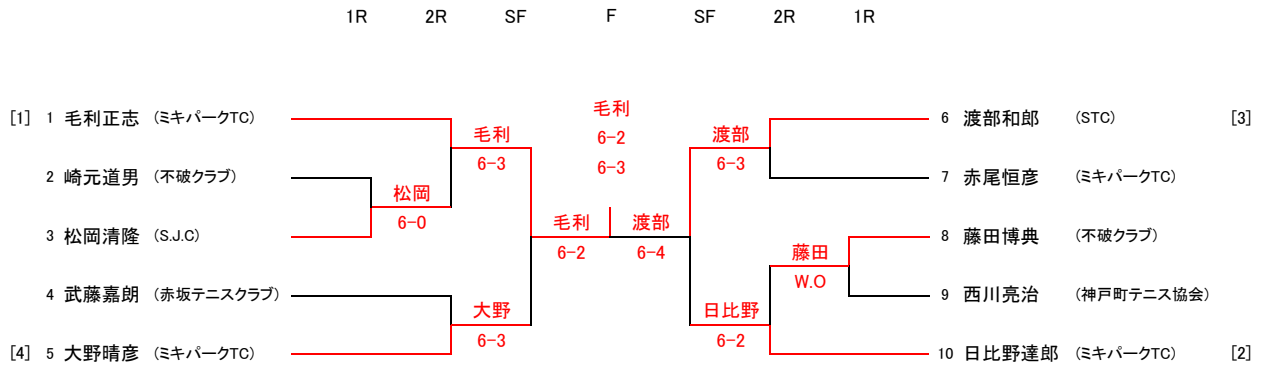 1R 2R SF F SF 2R 1R
[1] 1 毛利正志 (ミキパークTC) 毛利 6 渡部和郎 (STC) [3]
毛利 6-2 渡部
6-3 6-3 6-3
2 崎元道男 (不破クラブ) 7 赤尾恒彦 (ミキパークTC)
松岡
6-0 毛利 渡部
3 松岡清隆 (S.J.C) 8 藤田博典 (不破クラブ)
6-2 6-4 藤田
W.O
4 武藤嘉朗 (赤坂テニスクラブ) 9 西川亮治 (神戸町テニス協会)
大野 日比野
6-3 6-2
[4] 5 大野晴彦 (ミキパークTC) 10 日比野達郎 (ミキパークTC) [2]